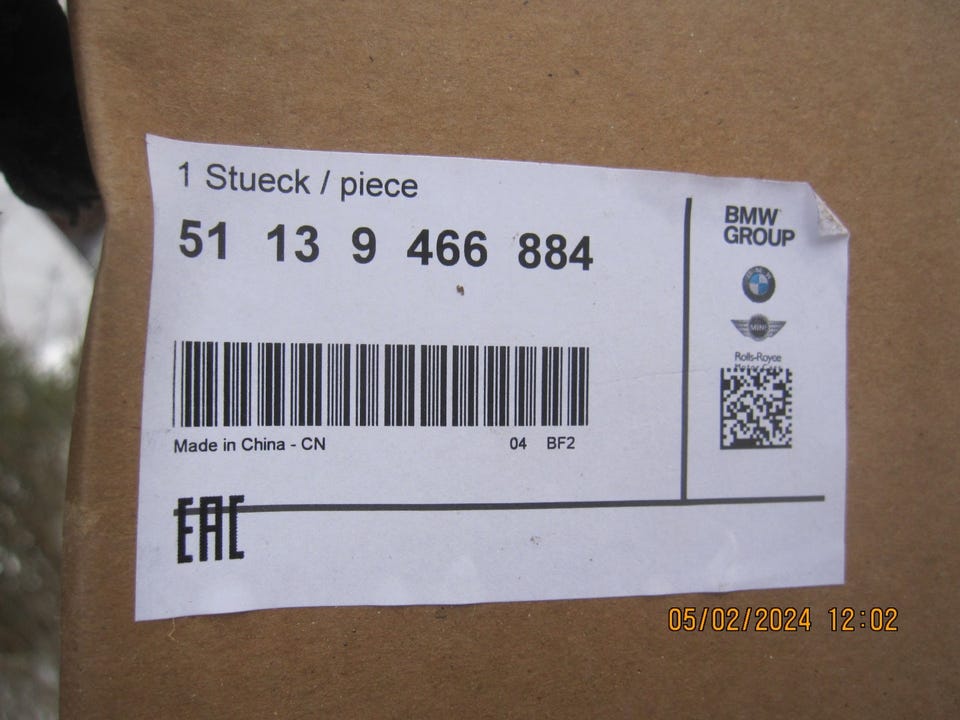 1 Stueck / piece
51 13 9 466 884
Made in China - CN
04 BF2
EAC
BMW
GROUP
MINI
Rolls-Royce
05/02/2024 12:02